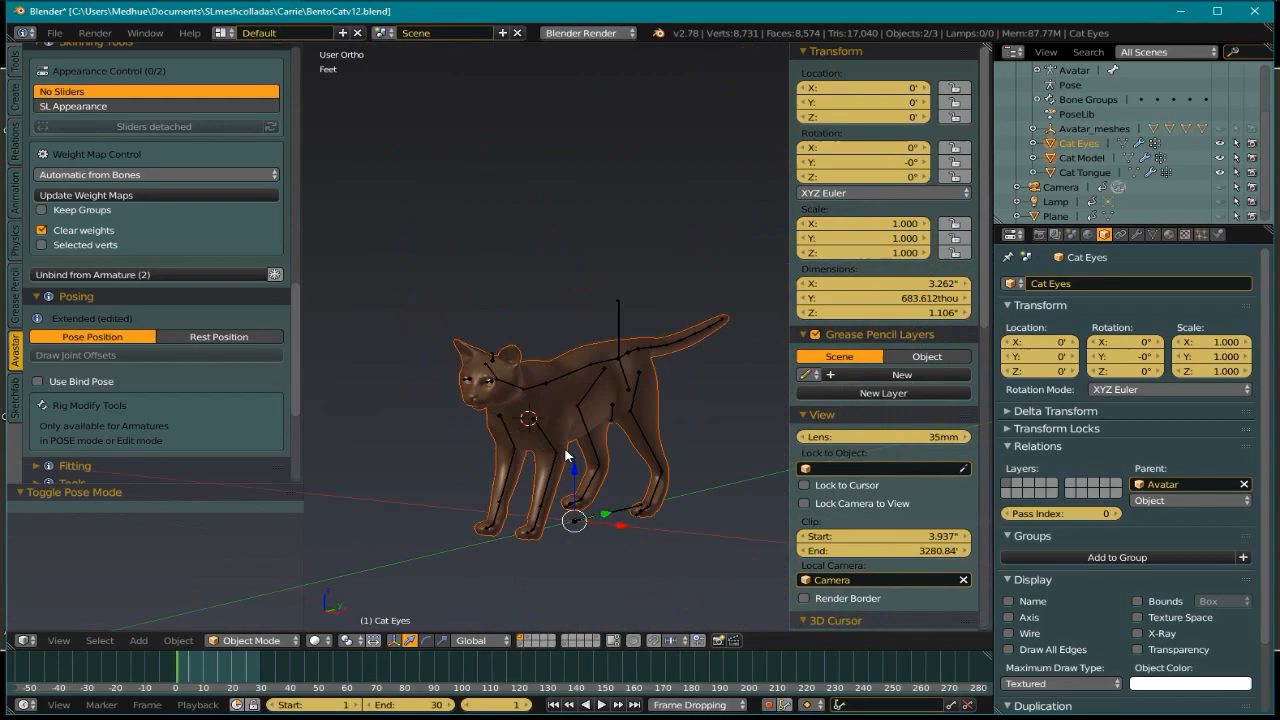 Blender* [C:\Users\Medhue\Documents\SLmeshcolladas\Carrie\BentoCatv12.blend]
File Render Window Help Default Scene Blender Render v2.78 | Verts:8,731 | Faces:8,574 | Tris:17,040 | Objects:2/3 | Lamps:0/0 | Mem:87.77M | Cat Eyes
Tools
Create
Relations
Animation
Physics
Grease Pencil
Avastar
Sketchfab
Skinning Tools
Appearance Control (0/2)
No Sliders
SL Appearance
Sliders detached
Weight Map Control
Automatic from Bones
Update Weight Maps
Keep Groups
Clear weights
Selected verts
Unbind from Armature (2)
Posing
Extended (edited)
Pose Position Rest Position
Draw Joint Offsets
Use Bind Pose
Rig Modify Tools
Only available for Armatures
in POSE mode or Edit mode
Fitting
Tools
Toggle Pose Mode
User Ortho
Feet
(1) Cat Eyes
View Select Add Object Object Mode Global
Transform
Location:
X: 0'
Y: 0'
Z: 0'
Rotation:
X: 0°
Y: -0°
Z: 0°
XYZ Euler
Scale:
X: 1.000
Y: 1.000
Z: 1.000
Dimensions:
X: 3.262"
Y: 683.612thou
Z: 1.106"
Grease Pencil Layers
Scene Object
New
New Layer
View
Lens: 35mm
Lock to Object:
Lock to Cursor
Lock Camera to View
Clip:
Start: 3.937"
End: 3280.84'
Local Camera:
Camera
Render Border
3D Cursor
View Search All Scenes
Avatar
Pose
Bone Groups
PoseLib
Avatar_meshes
Cat Eyes
Cat Model
Cat Tongue
Camera
Lamp
Plane
Cat Eyes
Cat Eyes
Transform
Location: Rotation: Scale:
X: 0' X: 0° X: 1.000
Y: 0' Y: -0° Y: 1.000
Z: 0' Z: 0° Z: 1.000
Rotation Mode: XYZ Euler
Delta Transform
Transform Locks
Relations
Layers: Parent:
Avatar
Object
Pass Index: 0
Groups
Add to Group
Display
Name Bounds Box
Axis Texture Space
Wire X-Ray
Draw All Edges Transparency
Maximum Draw Type: Object Color:
Textured
Duplication
-50 -40 -30 -20 -10 0 10 20 30 40 50 60 70 80 90 100 110 120 130 140 150 160 170 180 190 200 210 220 230 240 250 260 270 280
View Marker Frame Playback Start: 1 End: 30 1 Frame Dropping